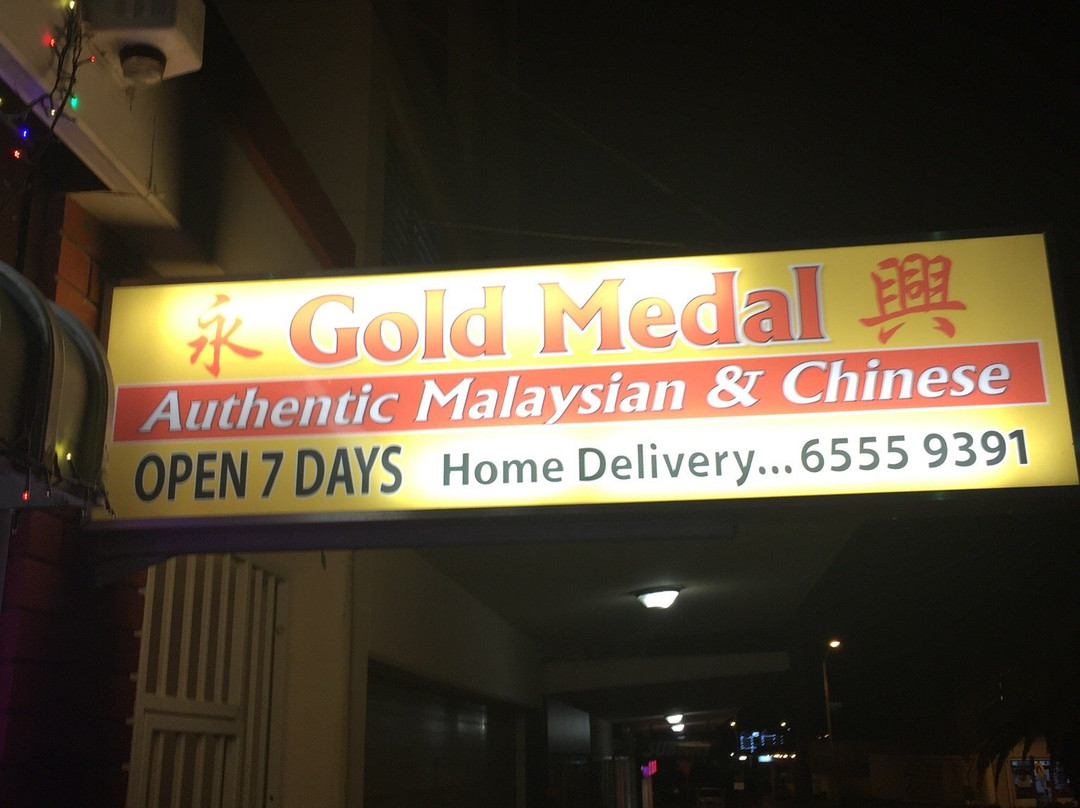 永 Gold Medal 興
Authentic Malaysian & Chinese
OPEN 7 DAYS Home Delivery...6555 9391